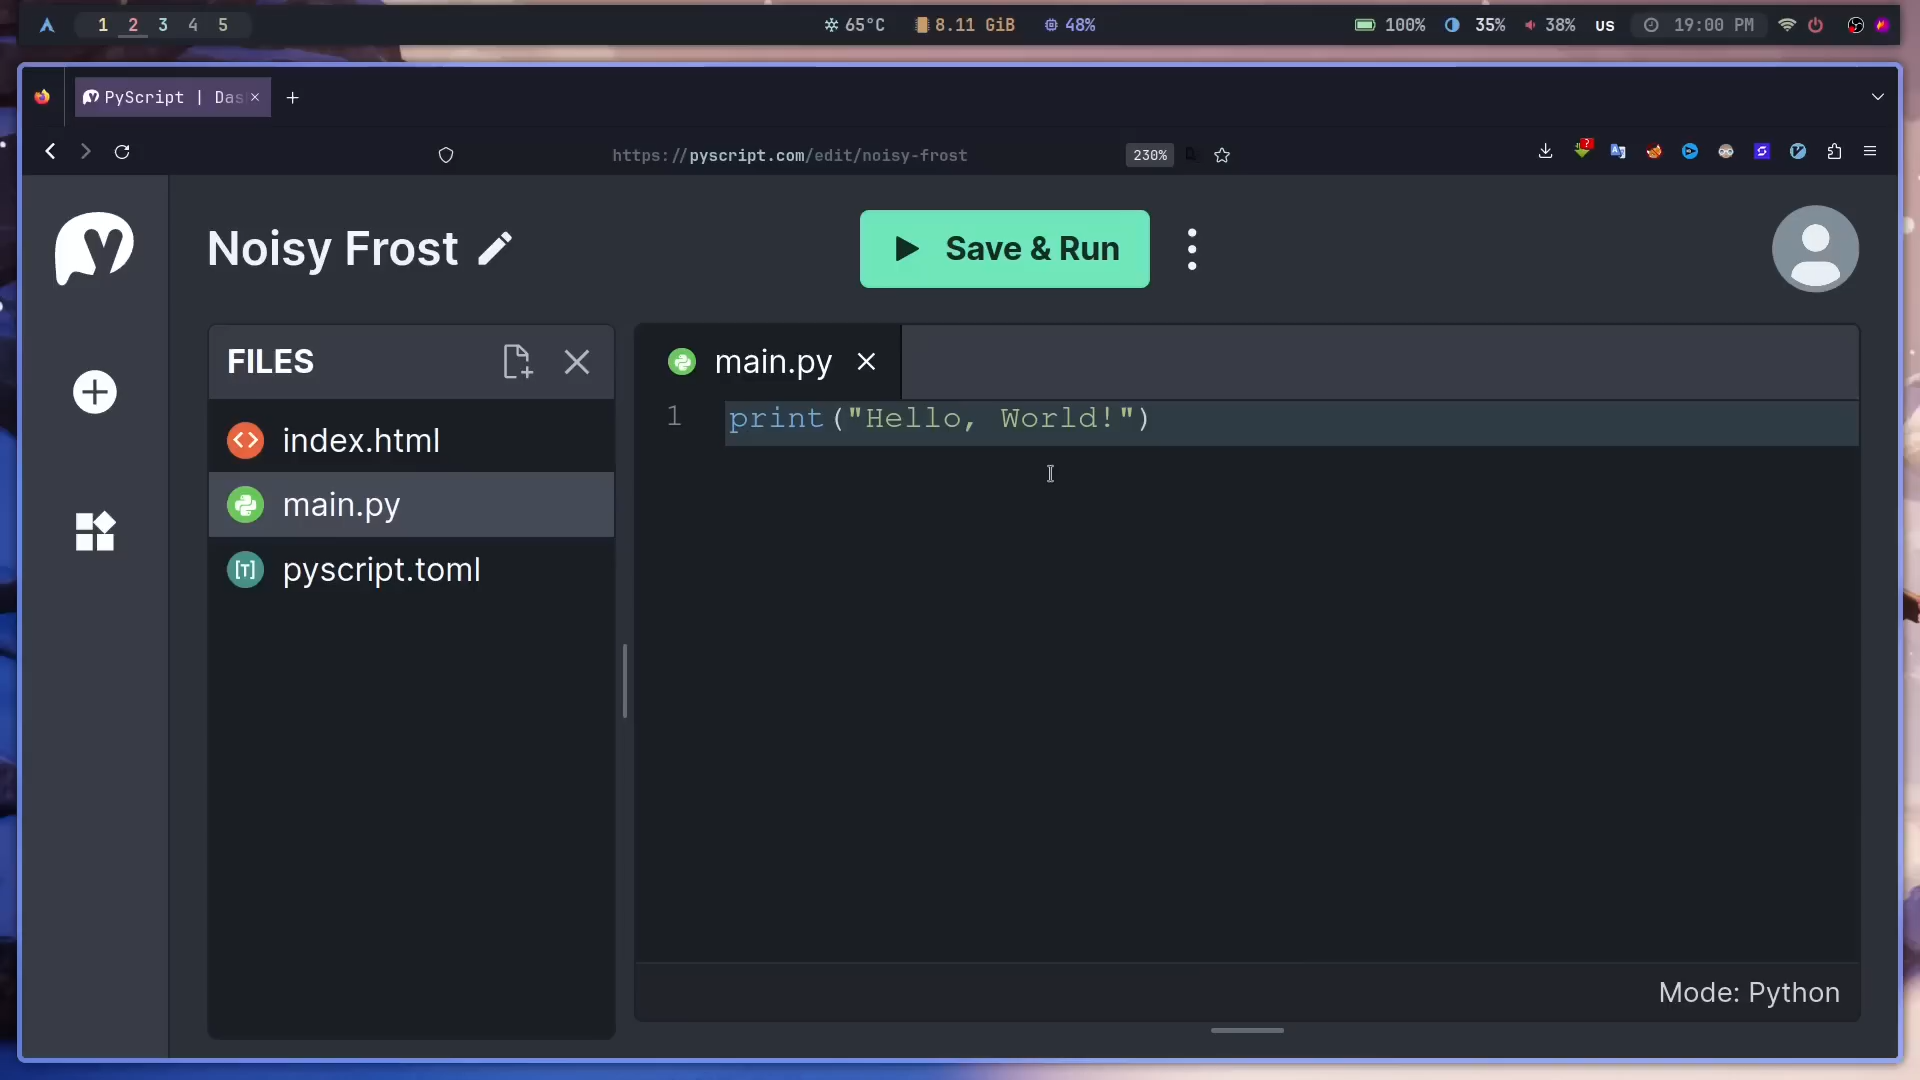 1 2 3 4 5 65°C 8.11 GiB 48% 100% 35% 38% US 19:00 PM
PyScript | Das
https://pyscript.com/edit/noisy-frost 230%
Noisy Frost
Save & Run
FILES
index.html
main.py
pyscript.toml
main.py
1 print("Hello, World!")
Mode: Python